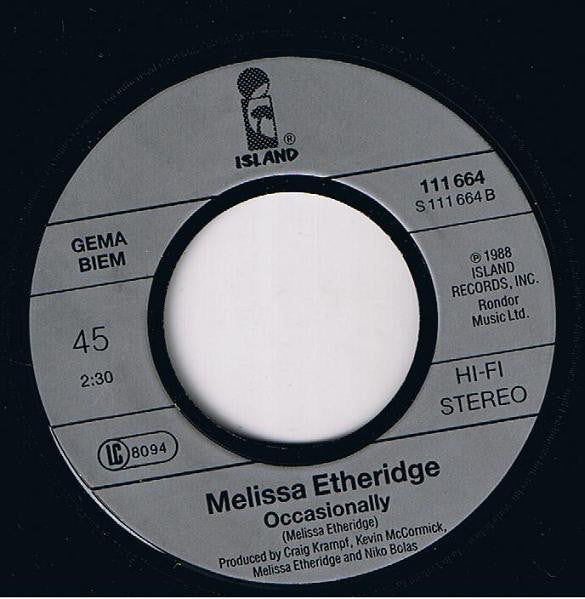 ISLAND ®
111 664
S 111 664 B
GEMA
BIEM
℗ 1988
ISLAND
RECORDS, INC.
Rondor
Music Ltd.
45
2:30
HI-FI
STEREO
LC 8094
Melissa Etheridge
Occasionally
(Melissa Etheridge)
Produced by Craig Krampf, Kevin McCormick,
Melissa Etheridge and Niko Bolas